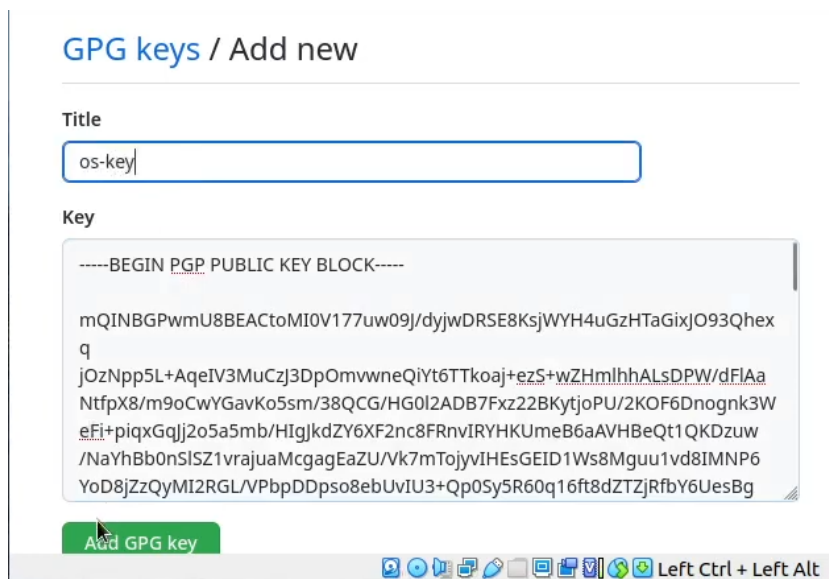 GPG keys / Add new
Title
os-key
Key
-----BEGIN PGP PUBLIC KEY BLOCK-----
mQINBGPwmU8BEACtoMI0V177uw09J/dyjwDRSE8KsjWYH4uGzHTaGixJO93Qhex
q
jOzNpp5L+AqeIV3MuCzJ3DpOmvwneQiYt6TTkoaj+ezS+wZHmlhhALsDPW/dFlAa
NtfpX8/m9oCwYGavKo5sm/38QCG/HG0l2ADB7Fxz22BKytjoPU/2KOF6Dnognk3W
eFi+piqxGqJj2o5a5mb/HIgJkdZY6XF2nc8FRnvIRYHKUmeB6aAVHBeQt1QKDzuw
/NaYhBb0nSlSZ1vrajuaMcgagEaZU/Vk7mTojyvIHEsGEID1Ws8Mguu1vd8IMNP6
YoD8jZzQyMI2RGL/VPbpDDpso8ebUvIU3+Qp0Sy5R60q16ft8dZTZjRfbY6UesBg
Add GPG key
Left Ctrl + Left Alt